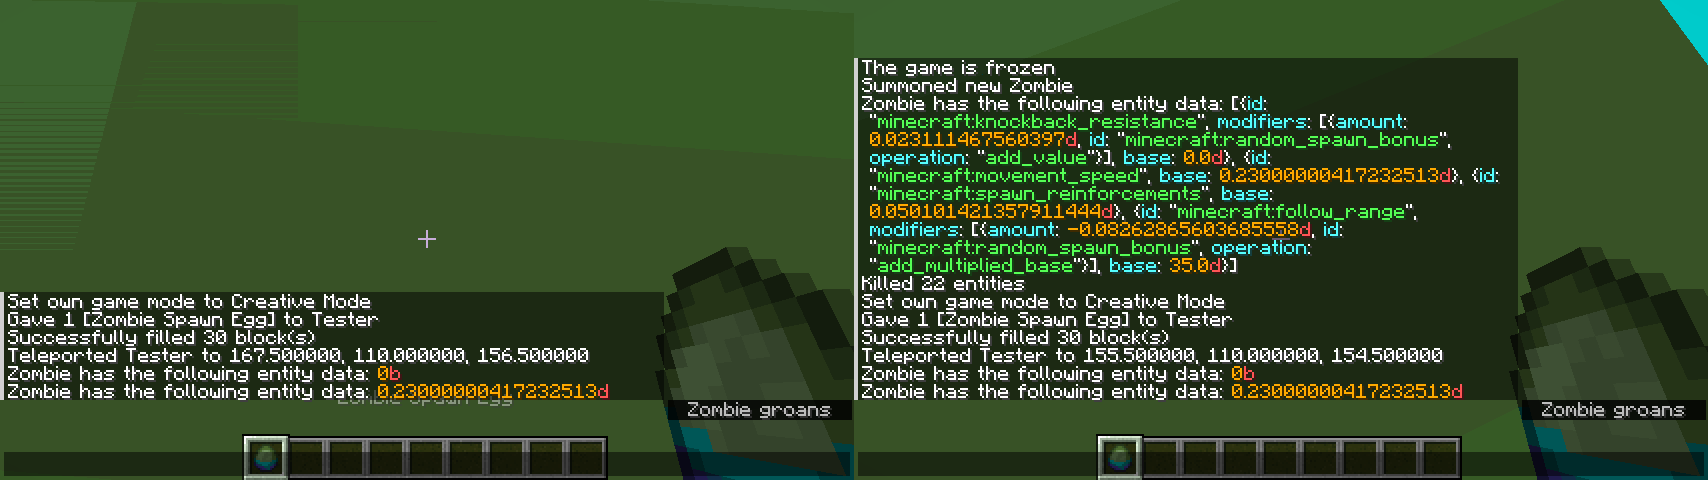 Set own game mode to Creative Mode
Gave 1 [Zombie Spawn Egg] to Tester
Successfully filled 30 block(s)
Teleported Tester to 167.500000, 110.000000, 156.500000
Zombie has the following entity data: 0b
Zombie has the following entity data: 0.23000000417232513d
Zombie Spawn Egg
Zombie groans
The game is frozen
Summoned new Zombie
Zombie has the following entity data: [{id:
"minecraft:knockback_resistance", modifiers: [{amount:
0.0231114675603​97d, id: "minecraft:random_spawn_bonus",
operation: "add_value"}], base: 0.0d}, {id:
"minecraft:movement_speed", base: 0.23000000417232513d}, {id:
"minecraft:spawn_reinforcements", base:
0.0501014213579114​44d}, {id: "minecraft:follow_range",
modifiers: [{amount: -0.08262865603685558d, id:
"minecraft:random_spawn_bonus", operation:
"add_multiplied_base"}], base: 35.0d}]
Killed 22 entities
Set own game mode to Creative Mode
Gave 1 [Zombie Spawn Egg] to Tester
Successfully filled 30 block(s)
Teleported Tester to 155.500000, 110.000000, 154.500000
Zombie has the following entity data: 0b
Zombie has the following entity data: 0.23000000417232513d
Zombie groans